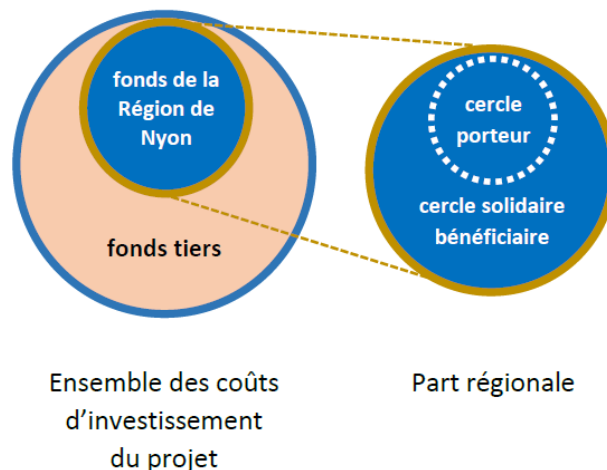 fonds de la
Région de
Nyon
fonds tiers
cercle
porteur
cercle solidaire
bénéficiaire
Ensemble des coûts
d’investissement
du projet
Part régionale